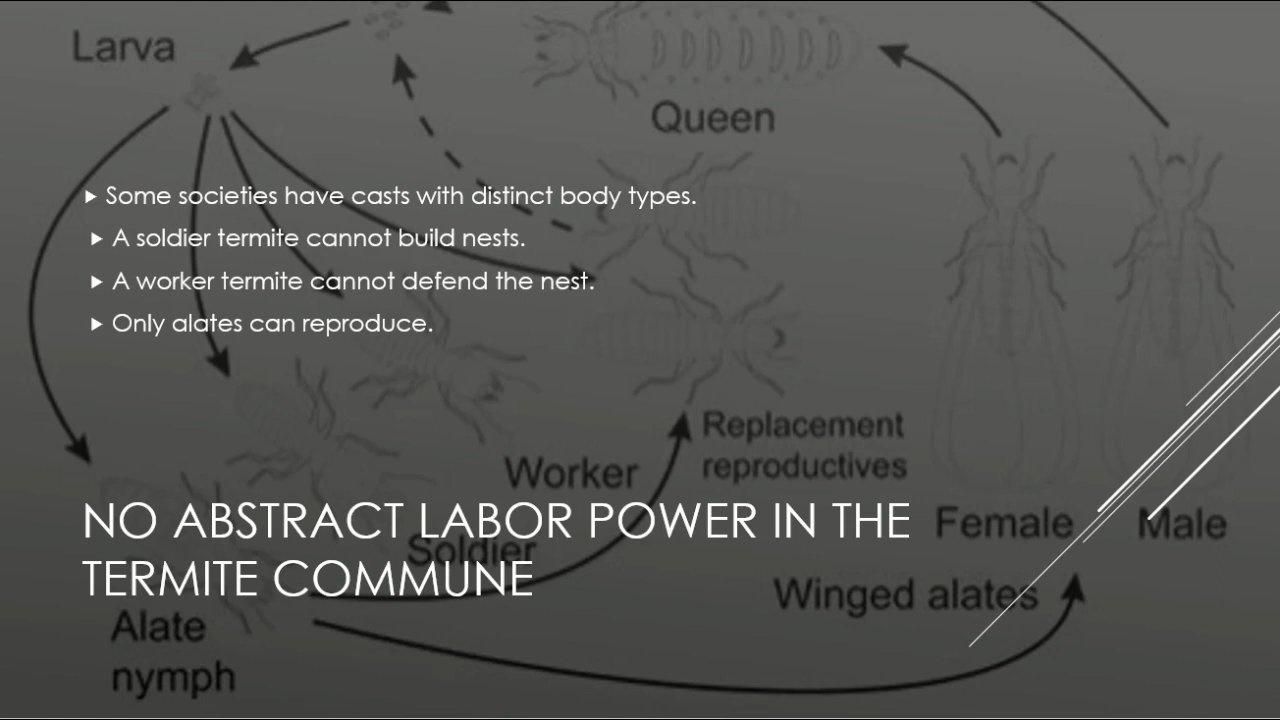 Larva
Queen
Some societies have casts with distinct body types.
A soldier termite cannot build nests.
A worker termite cannot defend the nest.
Only alates can reproduce.
Replacement
reproductives
Worker
NO ABSTRACT LABOR POWER IN THE
TERMITE COMMUNE
Female
Male
Soldier
Winged alates
Alate
nymph